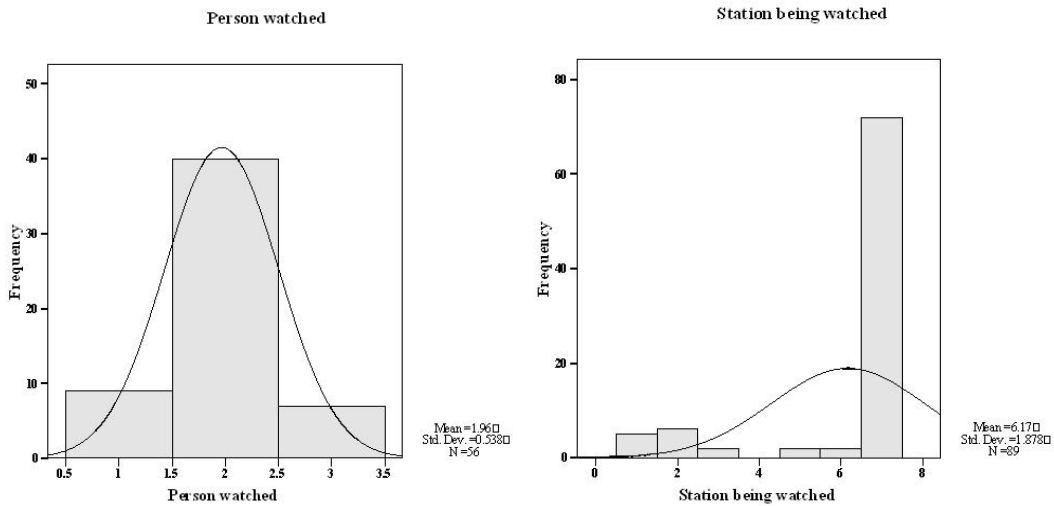 Person watched
50
40
30
20
10
0
Frequency
0.5 1 1.5 2 2.5 3 3.5
Person watched
Mean =1.96□
Std. Dev. =0.538□
N =56
Station being watched
80
60
40
20
0
Frequency
0 2 4 6 8
Station being watched
Mean =6.17□
Std. Dev. =1.878□
N =89